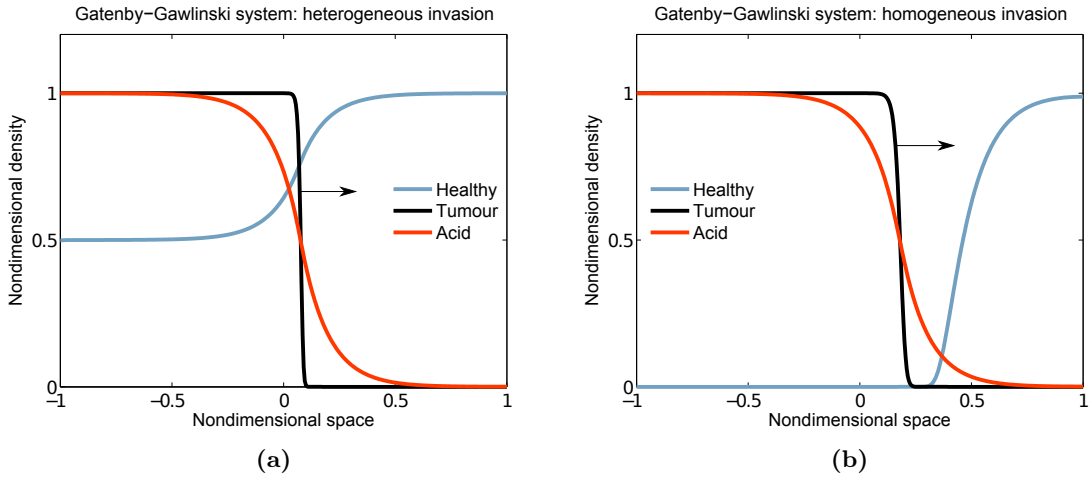 Gatenby−Gawlinski system: heterogeneous invasion
Nondimensional density
1
0.5
0
Healthy
Tumour
Acid
−1
−0.5
0
0.5
1
Nondimensional space
(a)
Gatenby−Gawlinski system: homogeneous invasion
Nondimensional density
1
0.5
0
Healthy
Tumour
Acid
−1
−0.5
0
0.5
1
Nondimensional space
(b)